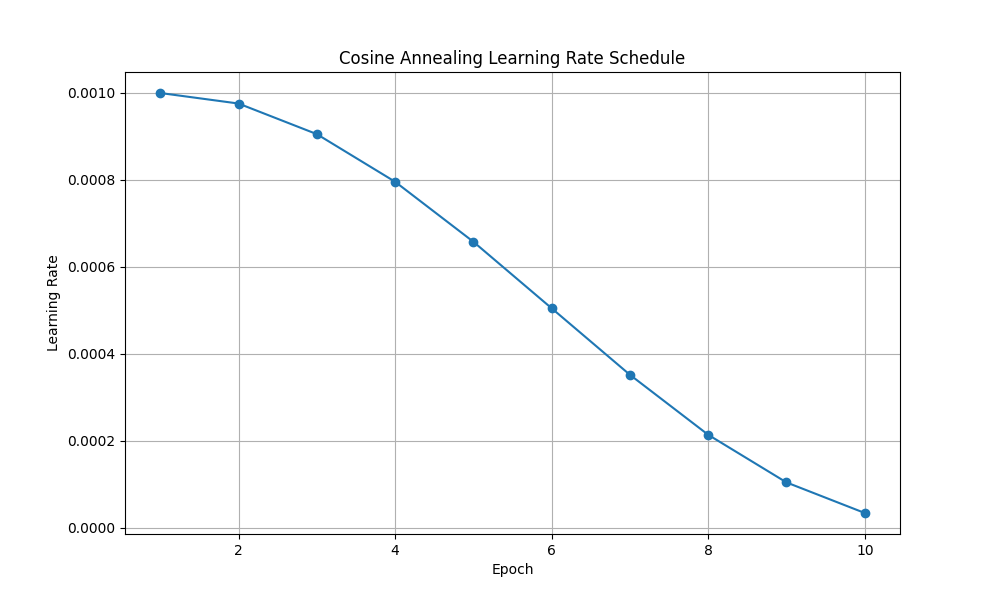 Cosine Annealing Learning Rate Schedule
0.0010
0.0008
0.0006
0.0004
0.0002
0.0000
Learning Rate
2 4 6 8 10
Epoch